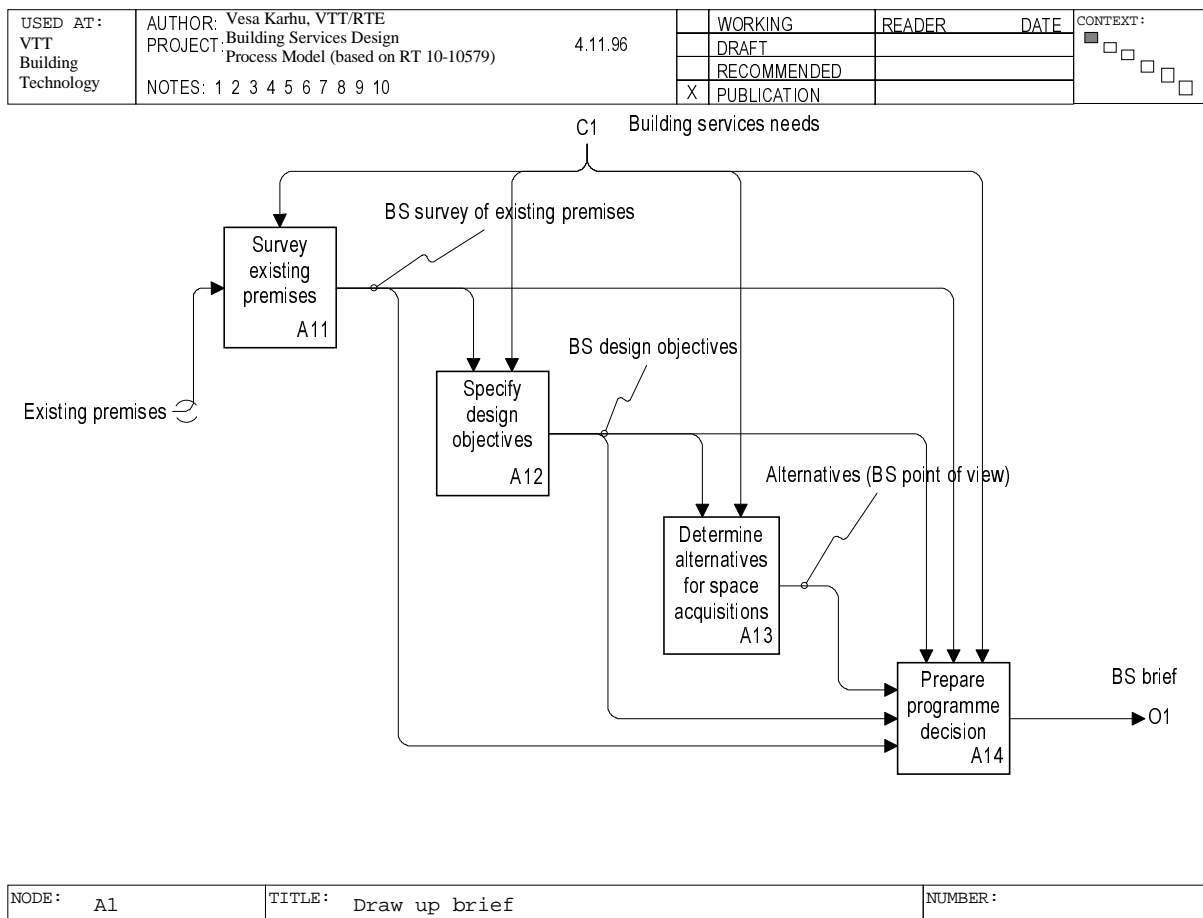 USED AT:
VTT
Building
Technology
AUTHOR: Vesa Karhu, VTT/RTE
PROJECT: Building Services Design
Process Model (based on RT 10-10579)
4.11.96
NOTES: 1 2 3 4 5 6 7 8 9 10
WORKING
DRAFT
RECOMMENDED
X PUBLICATION
READER DATE
CONTEXT:
C1 Building services needs
BS survey of existing premises
Survey
existing
premises
A11
Existing premises
BS design objectives
Specify
design
objectives
A12
Alternatives (BS point of view)
Determine
alternatives
for space
acquisitions
A13
Prepare
programme
decision
A14
BS brief
O1
NODE: A1
TITLE: Draw up brief
NUMBER: